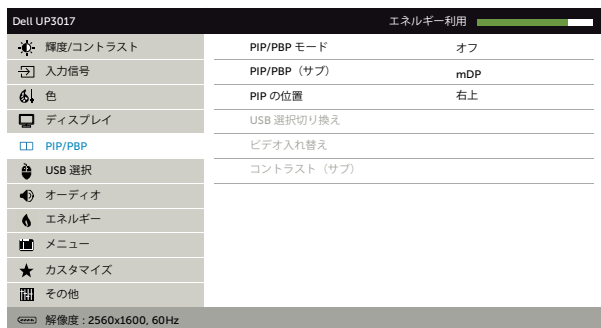 Dell UP3017 エネルギー利用
輝度/コントラスト PIP/PBP モード オフ
入力信号 PIP/PBP（サブ） mDP
色 PIP の位置 右上
ディスプレイ USB 選択切り換え
PIP/PBP ビデオ入れ替え
USB 選択 コントラスト（サブ）
オーディオ
エネルギー
メニュー
カスタマイズ
その他
解像度 : 2560x1600, 60Hz